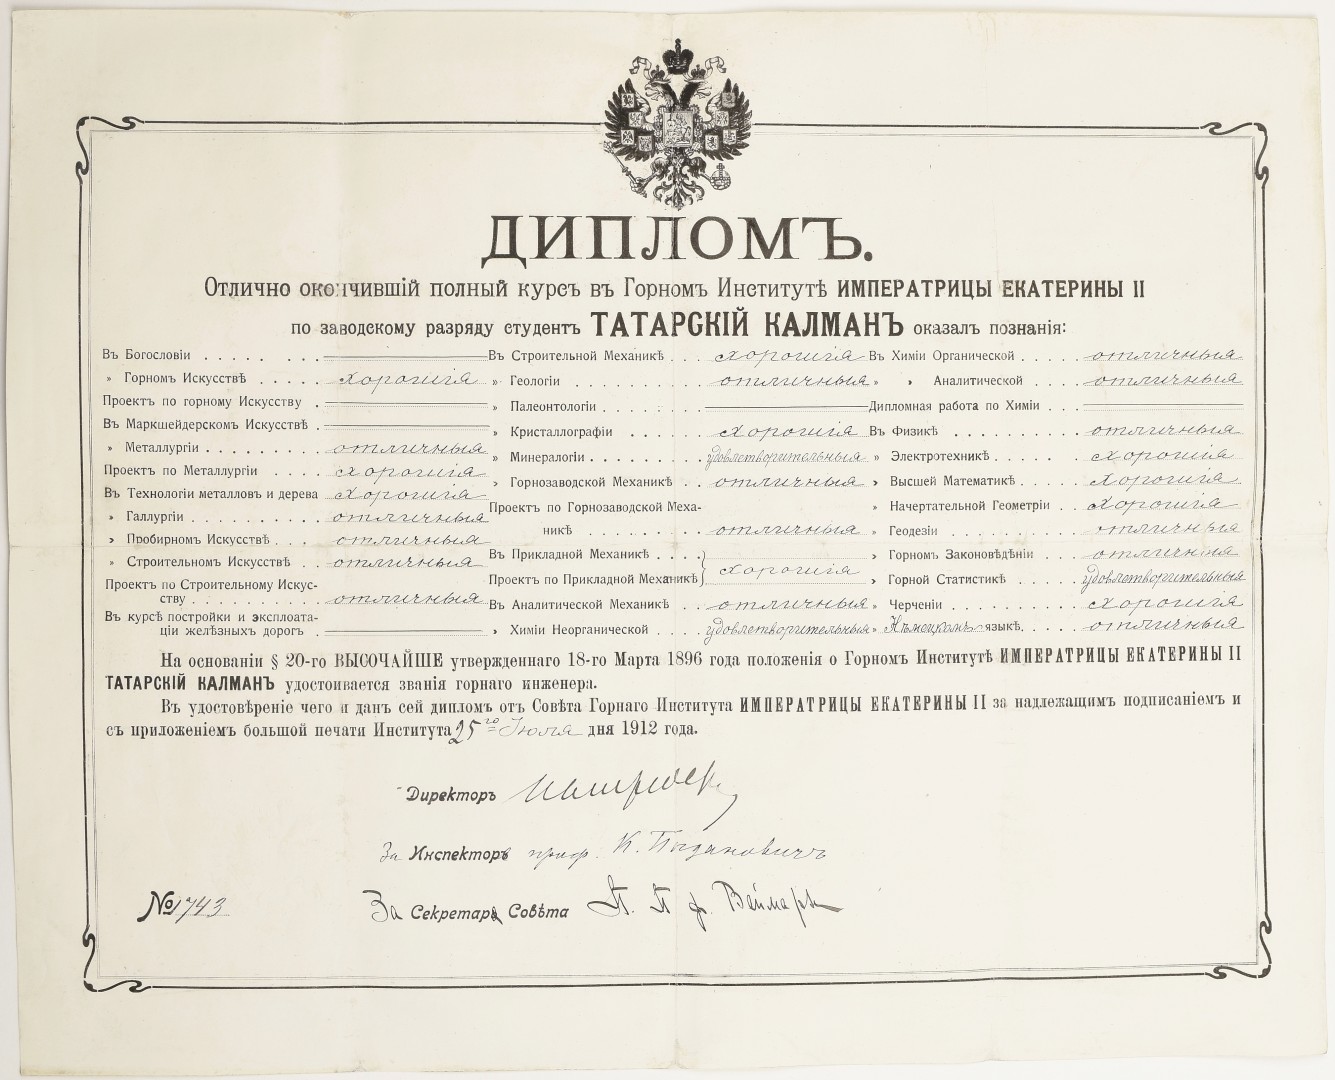 ДИПЛОМЪ.
Отлично окончившій полный курсъ въ Горномъ Институтѣ ИМПЕРАТРИЦЫ ЕКАТЕРИНЫ II
по заводскому разряду студентъ ТАТАРСКІЙ КАЛМАНЪ оказалъ познанія:
Въ Богословіи . . . . . . . .
» Горномъ Искусствѣ . . . . . хорошія
Проектъ по горному Искусству .
Въ Маркшейдерскомъ Искусствѣ .
» Металлургіи . . . . . . . . . отличныя
Проектъ по Металлургіи . . . . хорошія
Въ Технологіи металловъ и дерева хорошія
» Галлургіи . . . . . . . . . . отличныя
» Пробирномъ Искусствѣ . . . отличныя
» Строительномъ Искусствѣ . . отличныя
Проектъ по Строительному Искус-
ству . . . . . . . . . . отличныя
Въ курсѣ постройки и эксплоата-
ціи желѣзныхъ дорогъ .
Въ Строительной Механикѣ . . . хорошія
» Геологіи . . . . . . . . . . отличныя
» Палеонтологіи . . . . . . .
» Кристаллографіи . . . . . хорошія
» Минералогіи . . . . . . . . удовлетворительныя
» Горнозаводской Механикѣ . . отличныя
Проектъ по Горнозаводской Меха-
никѣ . . . . . . . . отличныя
Въ Прикладной Механикѣ . . . .
Проектъ по Прикладной Механикѣ хорошія
Въ Аналитической Механикѣ . . отличныя
» Химіи Неорганической . . . . удовлетворительныя
Въ Химіи Органической . . . . . отличныя
» » Аналитической . . . . отличныя
Дипломная работа по Химіи . . .
Въ Физикѣ . . . . . . . . . . отличныя
» Электротехникѣ . . . . . хорошія
» Высшей Математикѣ . . . . . хорошія
» Начертательной Геометріи . . хорошія
» Геодезіи . . . . . . . . . . отличныя
» Горномъ Законовѣдѣніи . . . отличныя
» Горной Статистикѣ . . . . . удовлетворительныя
» Черченіи . . . . . . . . . . хорошія
» Нѣмецкомъ языкѣ. . . . . отличныя
На основаніи § 20-го ВЫСОЧАЙШЕ утвержденнаго 18-го Марта 1896 года положенія о Горномъ Институтѣ ИМПЕРАТРИЦЫ ЕКАТЕРИНЫ II
ТАТАРСКІЙ КАЛМАНЪ удостоивается званія горнаго инженера.
Въ удостовѣреніе чего и данъ сей дипломъ отъ Совѣта Горнаго Института ИМПЕРАТРИЦЫ ЕКАТЕРИНЫ II за надлежащимъ подписаніемъ и
съ приложеніемъ большой печати Института 25го Іюля дня 1912 года.
Директоръ
За Инспектора проф. К.
За Секретаря Совѣта П. П. ф. Веймарнъ
№ 1743